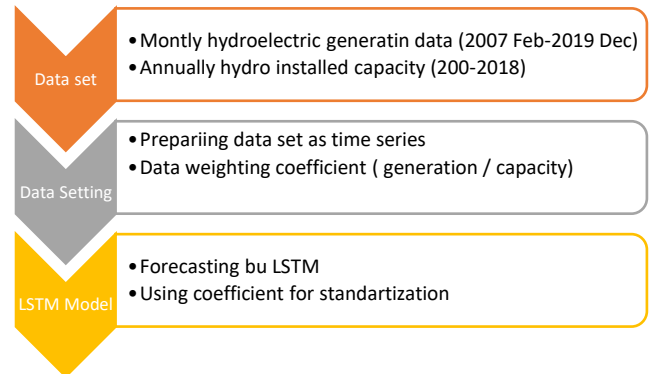 Data set
•Montly hydroelectric generatin data (2007 Feb-2019 Dec)
•Annually hydro installed capacity (200-2018)
Data Setting
•Prepariing data set as time series
•Data weighting coefficient ( generation / capacity)
LSTM Model
•Forecasting bu LSTM
•Using coefficient for standartization